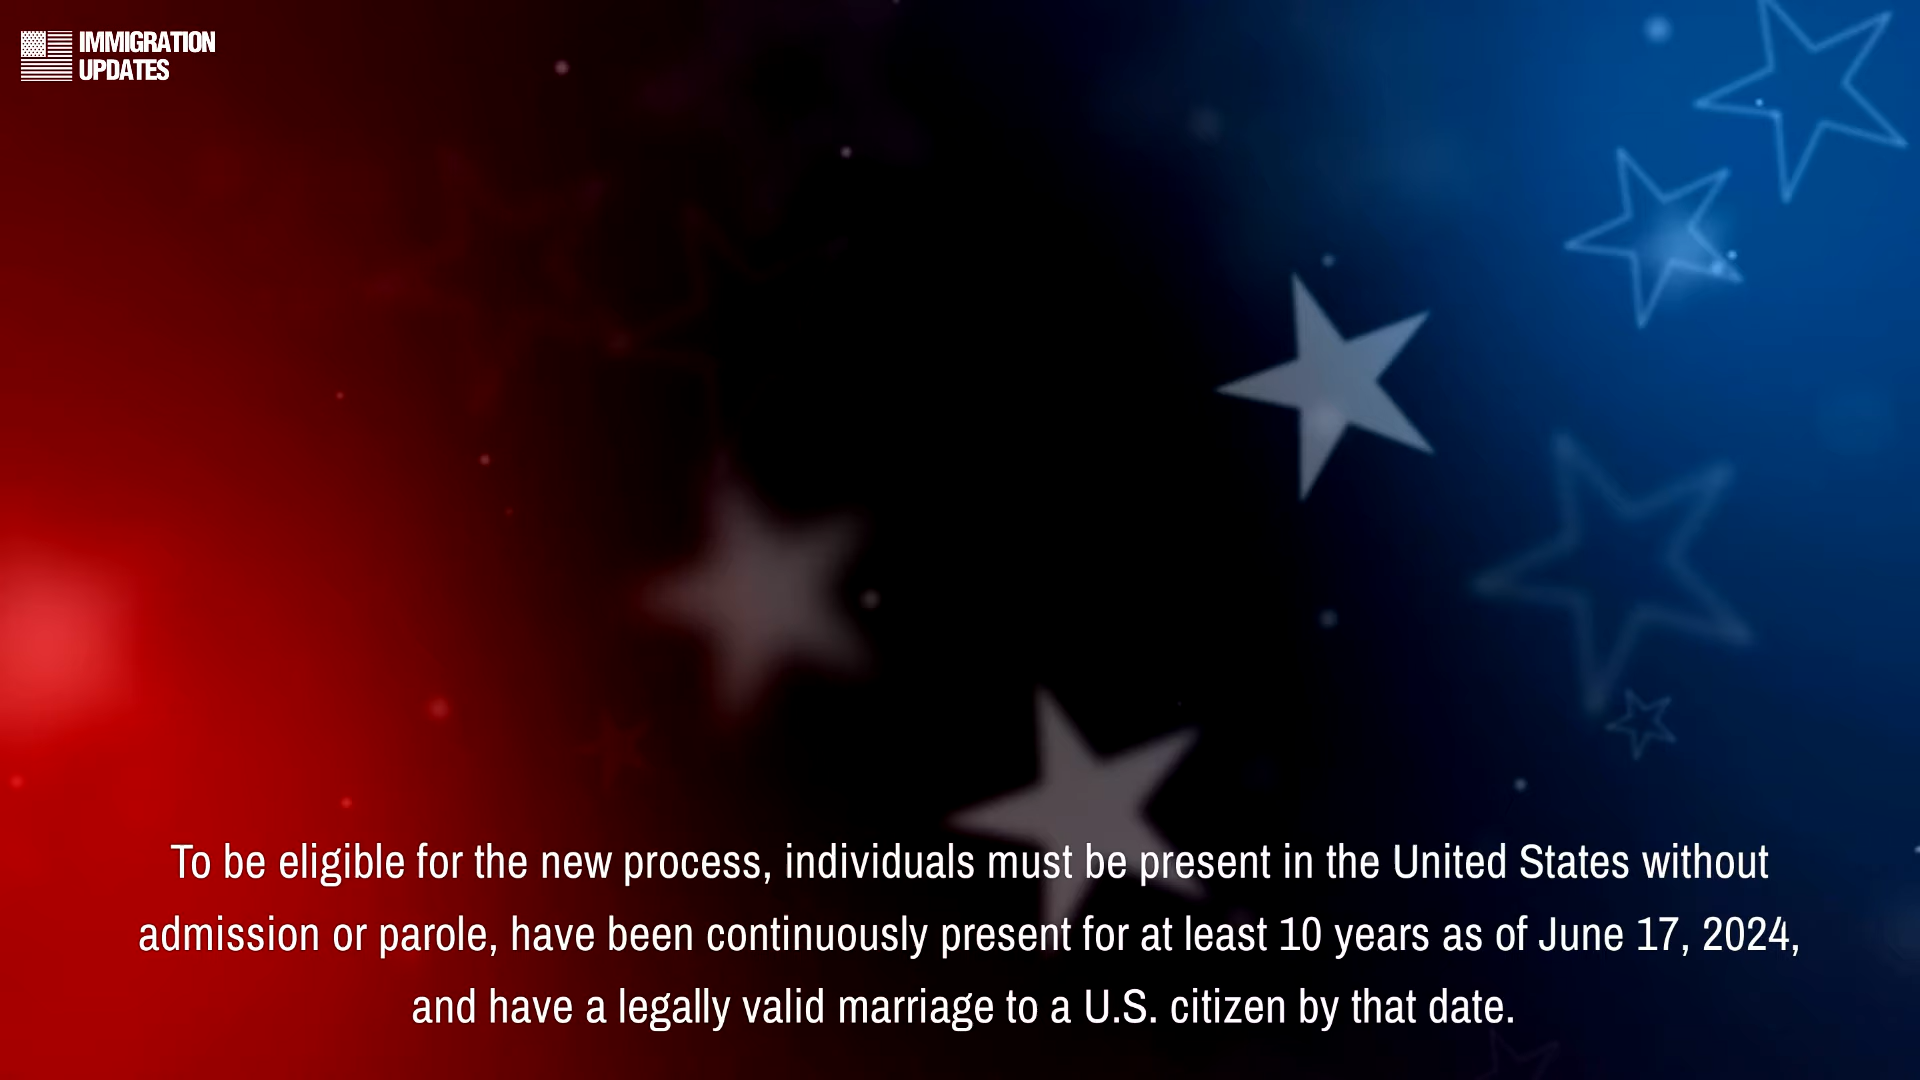 IMMIGRATION
UPDATES
To be eligible for the new process, individuals must be present in the United States without
admission or parole, have been continuously present for at least 10 years as of June 17, 2024,
and have a legally valid marriage to a U.S. citizen by that date.